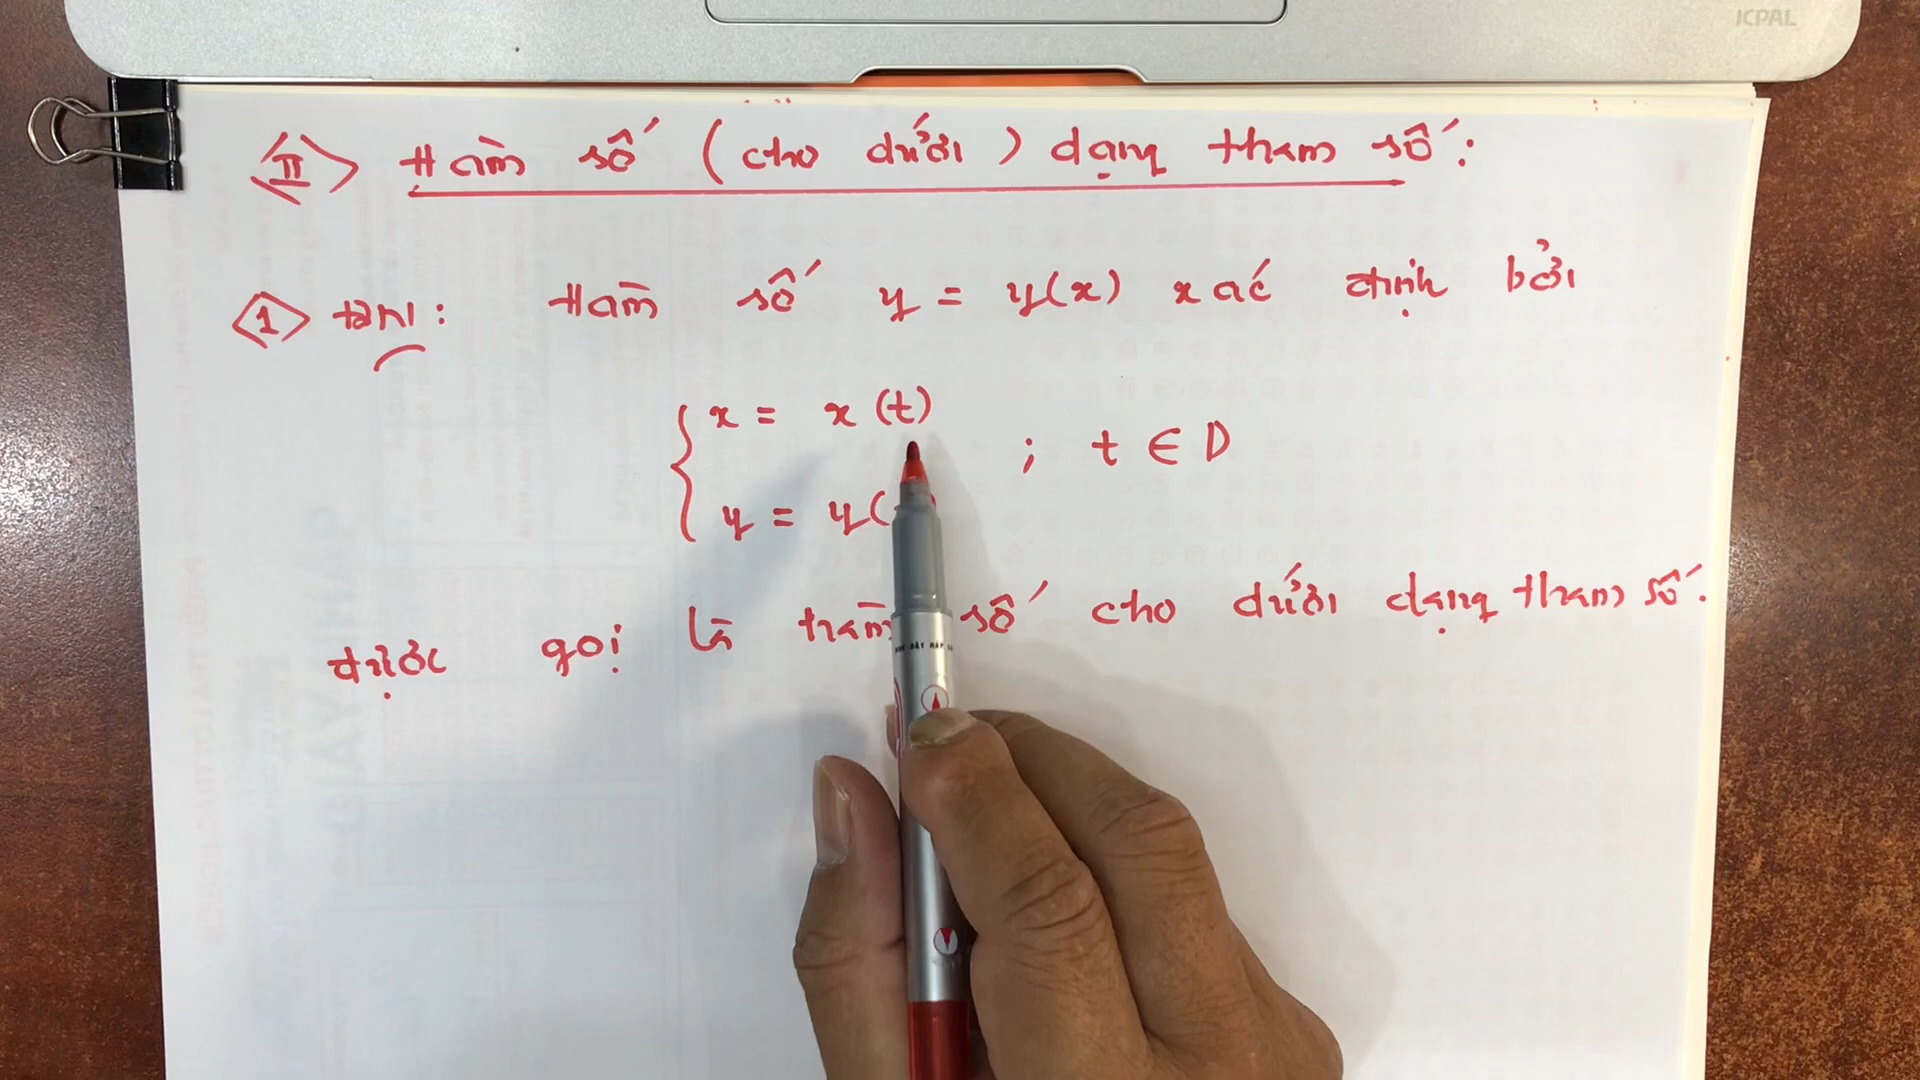 JCPAL
II Hàm số (cho dưới) dạng tham số:
1 ĐN: Hàm số y = y(x) xác định bởi
x = x(t)
; t ∈ D
y = y(
được gọi là hàm số cho dưới dạng tham số.